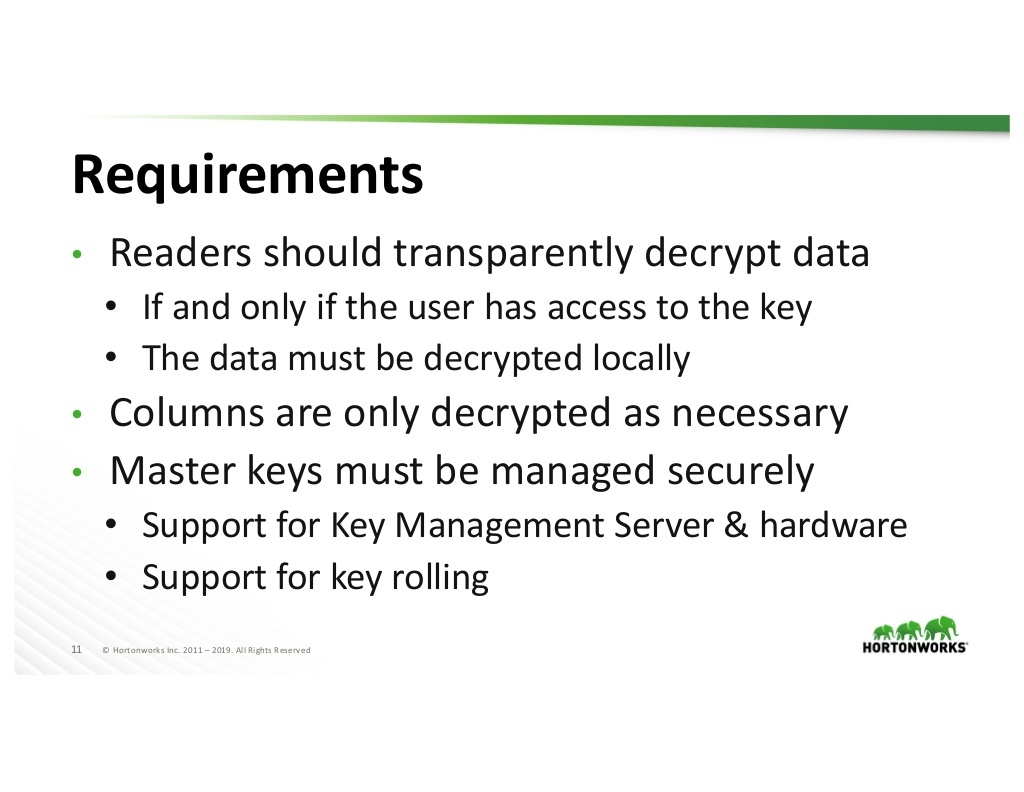 Requirements
• Readers should transparently decrypt data
• If and only if the user has access to the key
• The data must be decrypted locally
• Columns are only decrypted as necessary
• Master keys must be managed securely
• Support for Key Management Server & hardware
• Support for key rolling
11 © Hortonworks Inc. 2011 – 2019. All Rights Reserved
HORTONWORKS